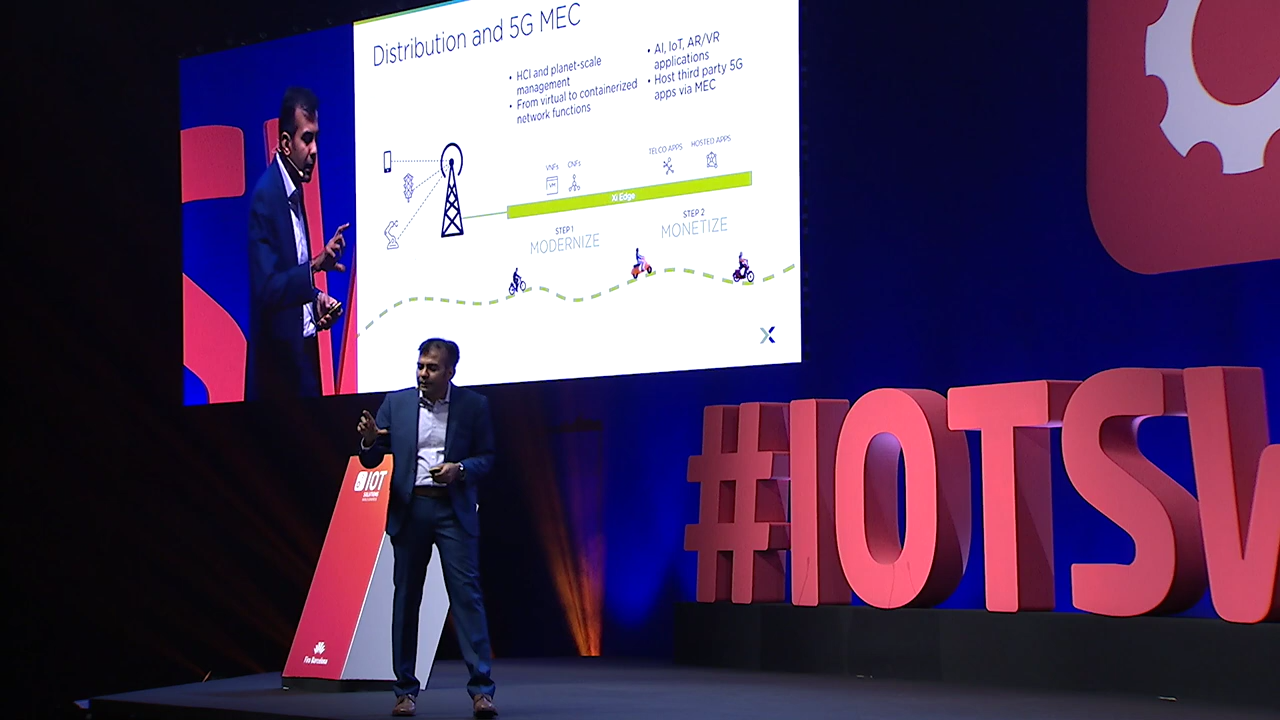 Distribution and 5G MEC
• HCI and planet-scale
management
• From virtual to containerized
network functions
• AI, IoT, AR/VR
applications
• Host third party 5G
apps via MEC
VNFs
CNFs
TELCO APPS
HOSTED APPS
VM
Xi Edge
STEP 1
MODERNIZE
STEP 2
MONETIZE
IOT
SOLUTIONS
Fira Barcelona
#IOTSW